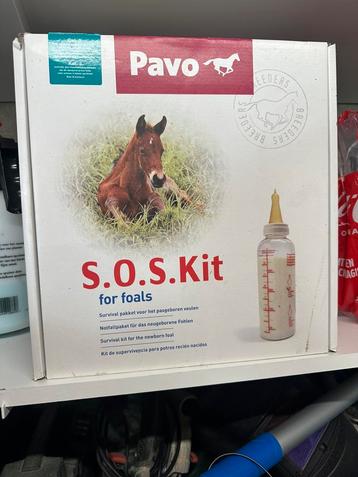 Pavo
BREEDERS
BREEDERS
S.O.S.Kit
for foals
Survival pakket voor het pasgeboren veulen
Notfallpaket für das neugeborene Fohlen
Survival kit for the newborn foal
Kit de supervivencia para potros recién nacidos